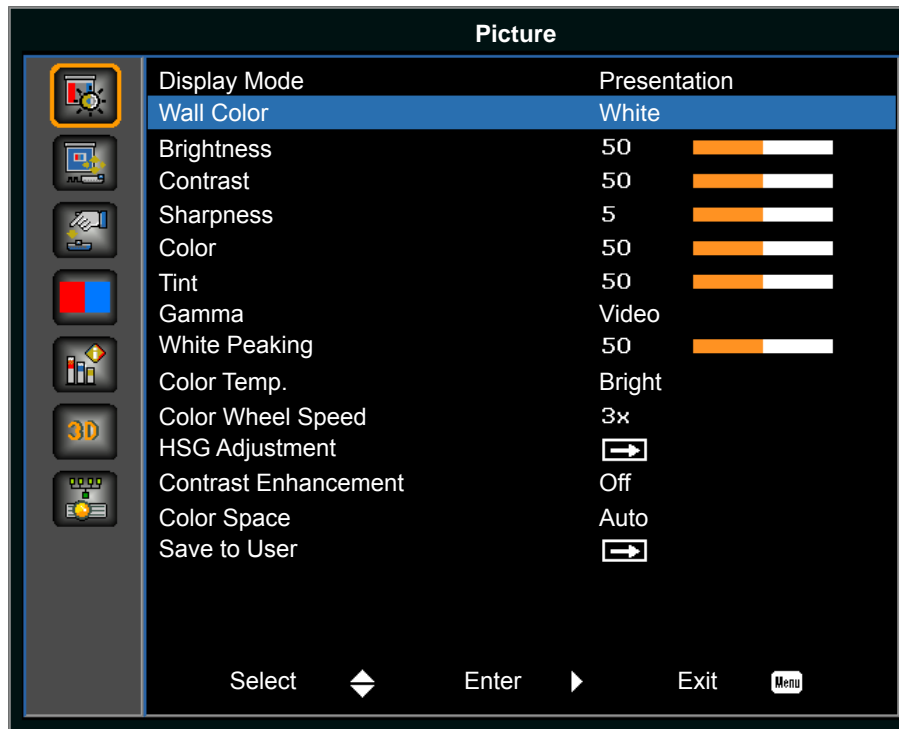 Picture
Display Mode Presentation
Wall Color White
Brightness 50
Contrast 50
Sharpness 5
Color 50
Tint 50
Gamma Video
White Peaking 50
Color Temp. Bright
Color Wheel Speed 3x
3D
HSG Adjustment
Contrast Enhancement Off
Color Space Auto
Save to User
Select Enter Exit Menu